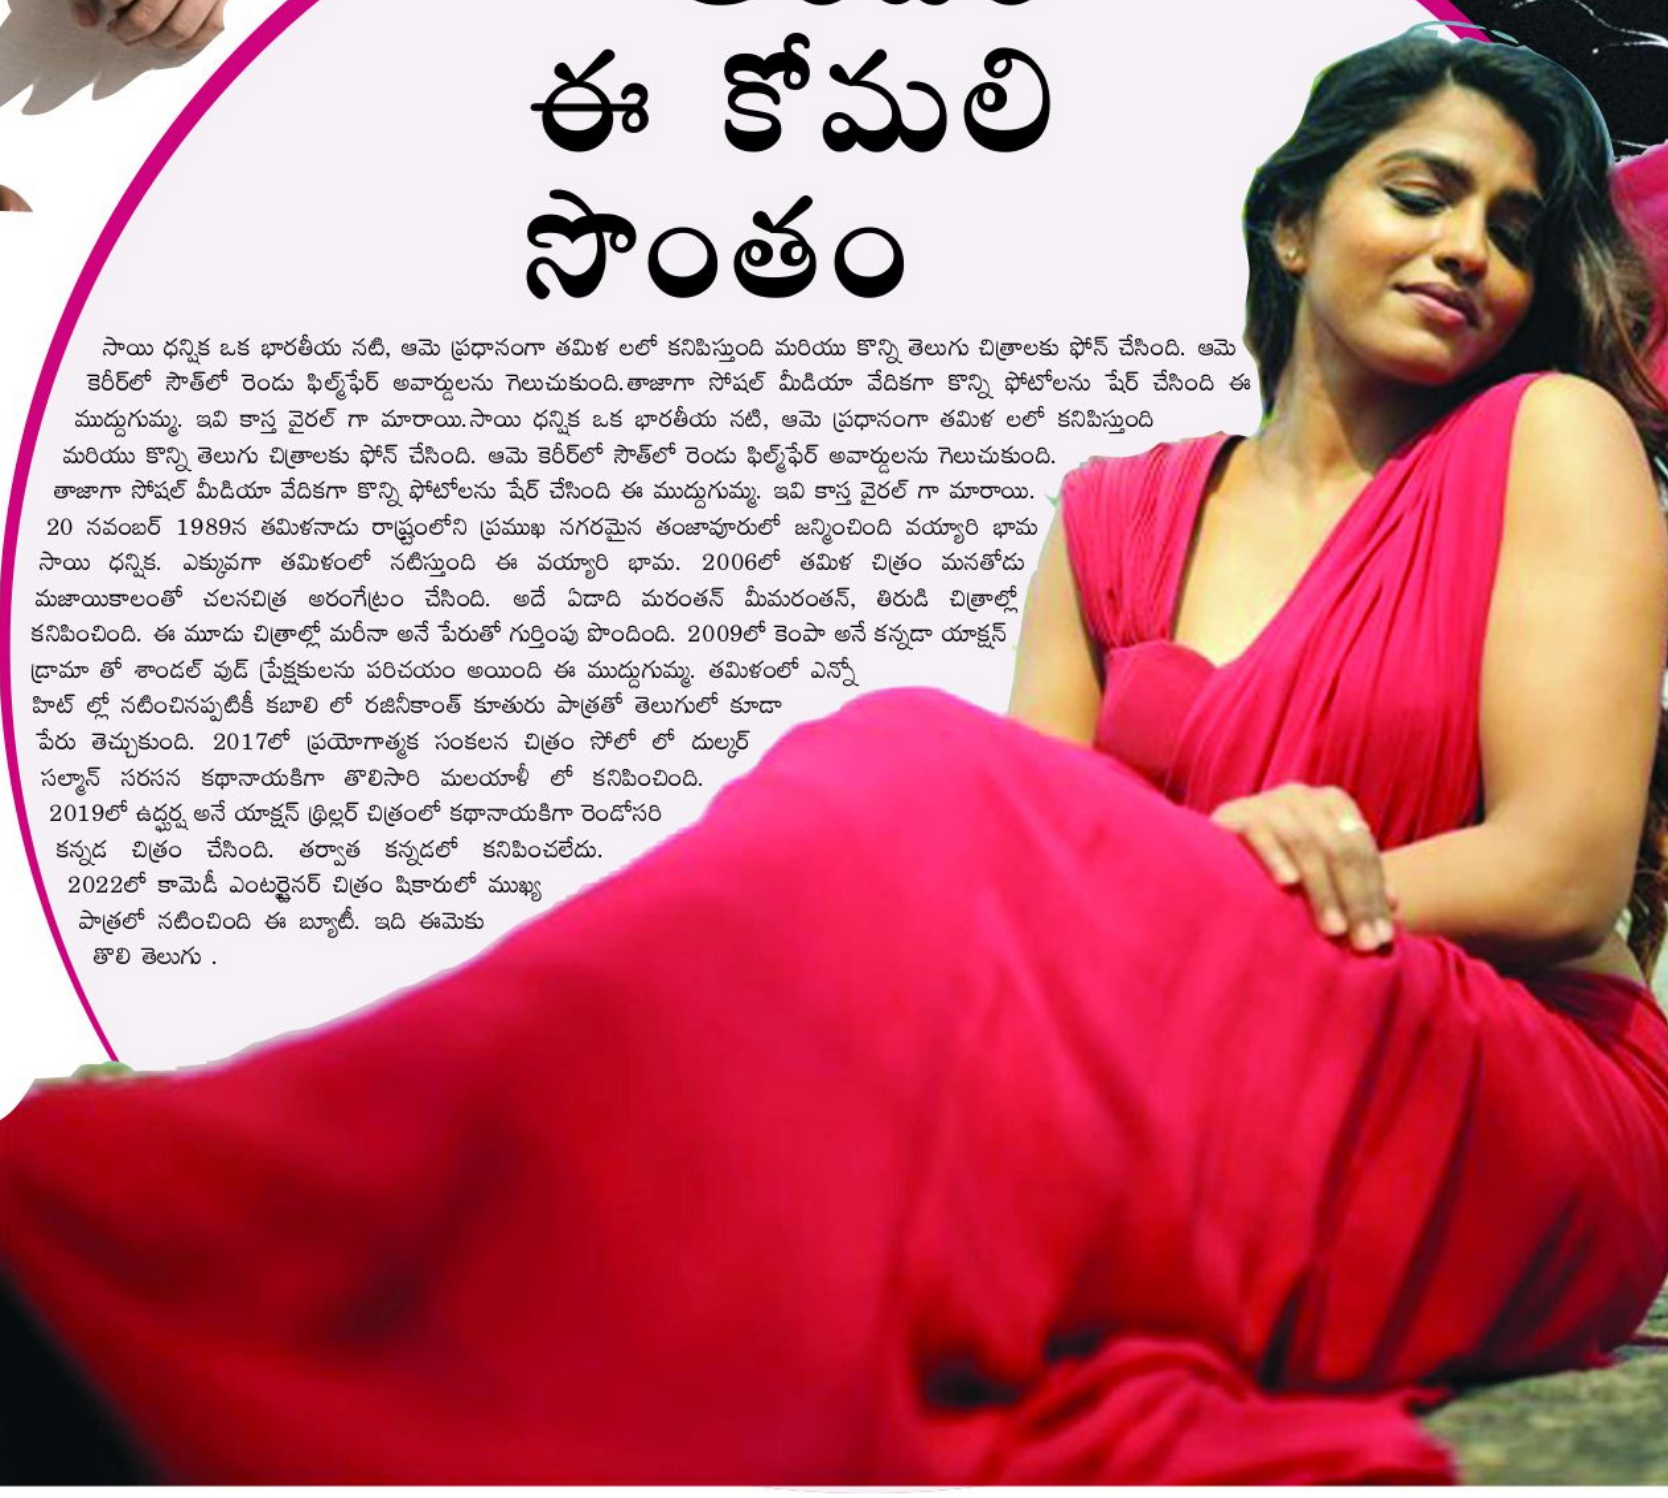 ఈ కోమలి
సొంతం
సాయి ధన్షిక ఒక భారతీయ నటి, ఆమె ప్రధానంగా తమిళ లలో కనిపిస్తుంది మరియు కొన్ని తెలుగు చిత్రాలకు ఫోన్ చేసింది. ఆమె
కెరీర్‌లో సౌత్‌లో రెండు ఫిల్మ్‌ఫేర్ అవార్డులను గెలుచుకుంది.తాజాగా సోషల్ మీడియా వేదికగా కొన్ని ఫోటోలను షేర్ చేసింది ఈ
ముద్దుగుమ్మ. ఇవి కాస్త వైరల్ గా మారాయి.సాయి ధన్షిక ఒక భారతీయ నటి, ఆమె ప్రధానంగా తమిళ లలో కనిపిస్తుంది
మరియు కొన్ని తెలుగు చిత్రాలకు ఫోన్ చేసింది. ఆమె కెరీర్‌లో సౌత్‌లో రెండు ఫిల్మ్‌ఫేర్ అవార్డులను గెలుచుకుంది.
తాజాగా సోషల్ మీడియా వేదికగా కొన్ని ఫోటోలను షేర్ చేసింది ఈ ముద్దుగుమ్మ. ఇవి కాస్త వైరల్ గా మారాయి.
20 నవంబర్ 1989న తమిళనాడు రాష్ట్రంలోని ప్రముఖ నగరమైన తంజావూరులో జన్మించింది వయ్యారి భామ
సాయి ధన్షిక. ఎక్కువగా తమిళంలో నటిస్తుంది ఈ వయ్యారి భామ. 2006లో తమిళ చిత్రం మనతోడు
మజాయికాలంతో చలనచిత్ర అరంగేట్రం చేసింది. అదే ఏడాది మరంతన్ మీమరంతన్, తిరుడి చిత్రాల్లో
కనిపించింది. ఈ మూడు చిత్రాల్లో మరీనా అనే పేరుతో గుర్తింపు పొందింది. 2009లో కెంపా అనే కన్నడా యాక్షన్
డ్రామా తో శాండల్ వుడ్ ప్రేక్షకులను పరిచయం అయింది ఈ ముద్దుగుమ్మ. తమిళంలో ఎన్నో
హిట్ ల్లో నటించినప్పటికీ కబాలి లో రజినీకాంత్ కూతురు పాత్రతో తెలుగులో కూడా
పేరు తెచ్చుకుంది. 2017లో ప్రయోగాత్మక సంకలన చిత్రం సోలో లో దుల్కర్
సల్మాన్ సరసన కథానాయకిగా తొలిసారి మలయాళీ లో కనిపించింది.
2019లో ఉద్ఘర్ష అనే యాక్షన్ థ్రిల్లర్ చిత్రంలో కథానాయకిగా రెండోసరి
కన్నడ చిత్రం చేసింది. తర్వాత కన్నడలో కనిపించలేదు.
2022లో కామెడీ ఎంటర్టైనర్ చిత్రం షికారులో ముఖ్య
పాత్రలో నటించింది ఈ బ్యూటీ. ఇది ఈమెకు
తొలి తెలుగు .